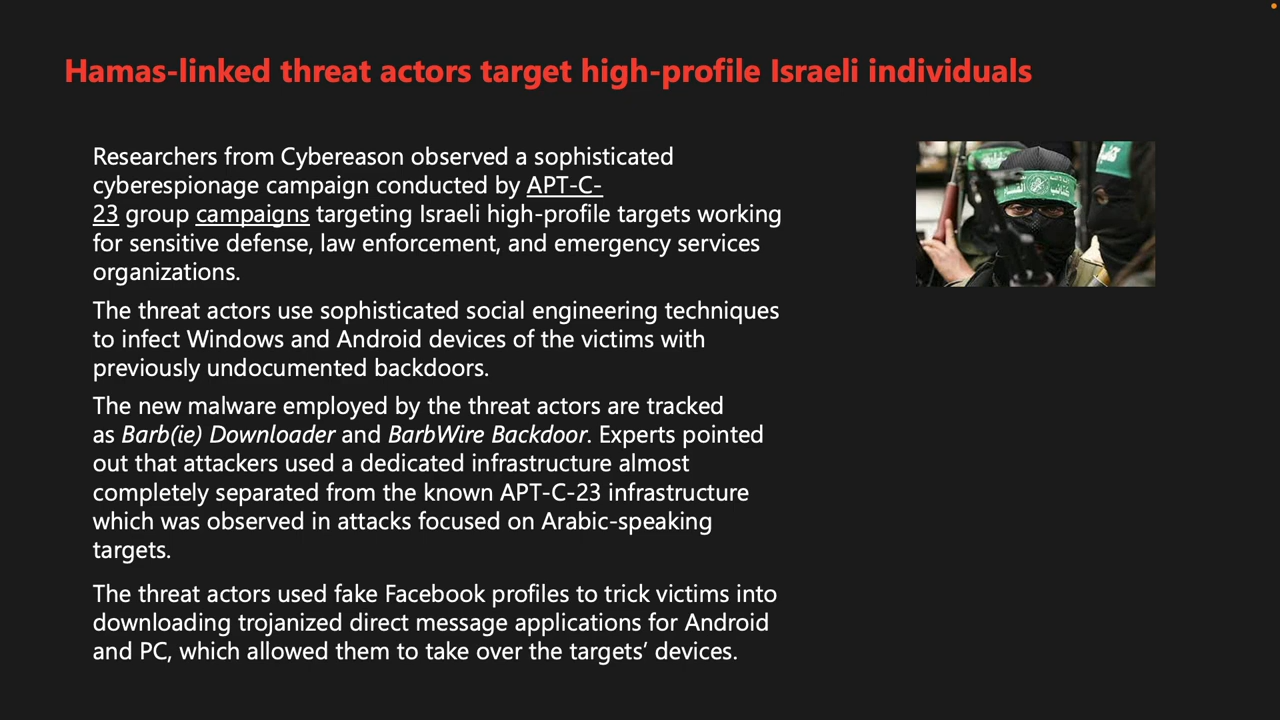 Hamas-linked threat actors target high-profile Israeli individuals
Researchers from Cybereason observed a sophisticated
cyberespionage campaign conducted by APT-C-
23 group campaigns targeting Israeli high-profile targets working
for sensitive defense, law enforcement, and emergency services
organizations.
The threat actors use sophisticated social engineering techniques
to infect Windows and Android devices of the victims with
previously undocumented backdoors.
The new malware employed by the threat actors are tracked
as Barb(ie) Downloader and BarbWire Backdoor. Experts pointed
out that attackers used a dedicated infrastructure almost
completely separated from the known APT-C-23 infrastructure
which was observed in attacks focused on Arabic-speaking
targets.
The threat actors used fake Facebook profiles to trick victims into
downloading trojanized direct message applications for Android
and PC, which allowed them to take over the targets’ devices.